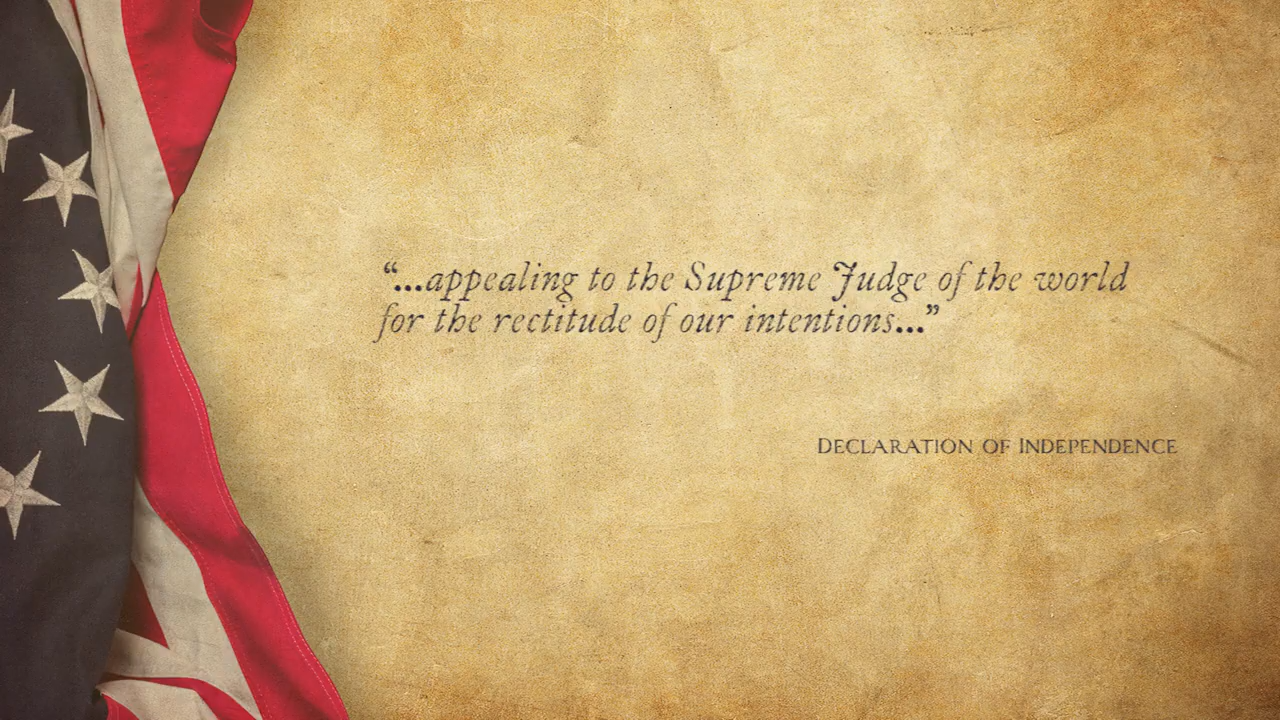 “...appealing to the Supreme Judge of the world
for the rectitude of our intentions...”
Declaration of Independence